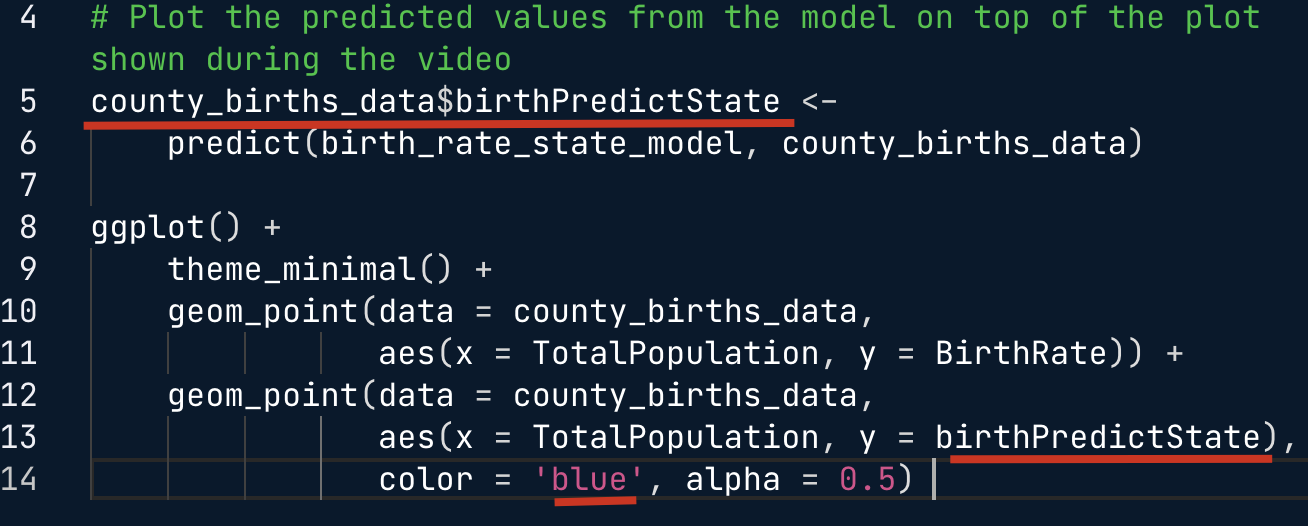 4 # Plot the predicted values from the model on top of the plot
shown during the video
5 county_births_data$birthPredictState <-
6 predict(birth_rate_state_model, county_births_data)
7
8 ggplot() +
9 theme_minimal() +
10 geom_point(data = county_births_data,
11 aes(x = TotalPopulation, y = BirthRate)) +
12 geom_point(data = county_births_data,
13 aes(x = TotalPopulation, y = birthPredictState),
14 color = 'blue', alpha = 0.5)